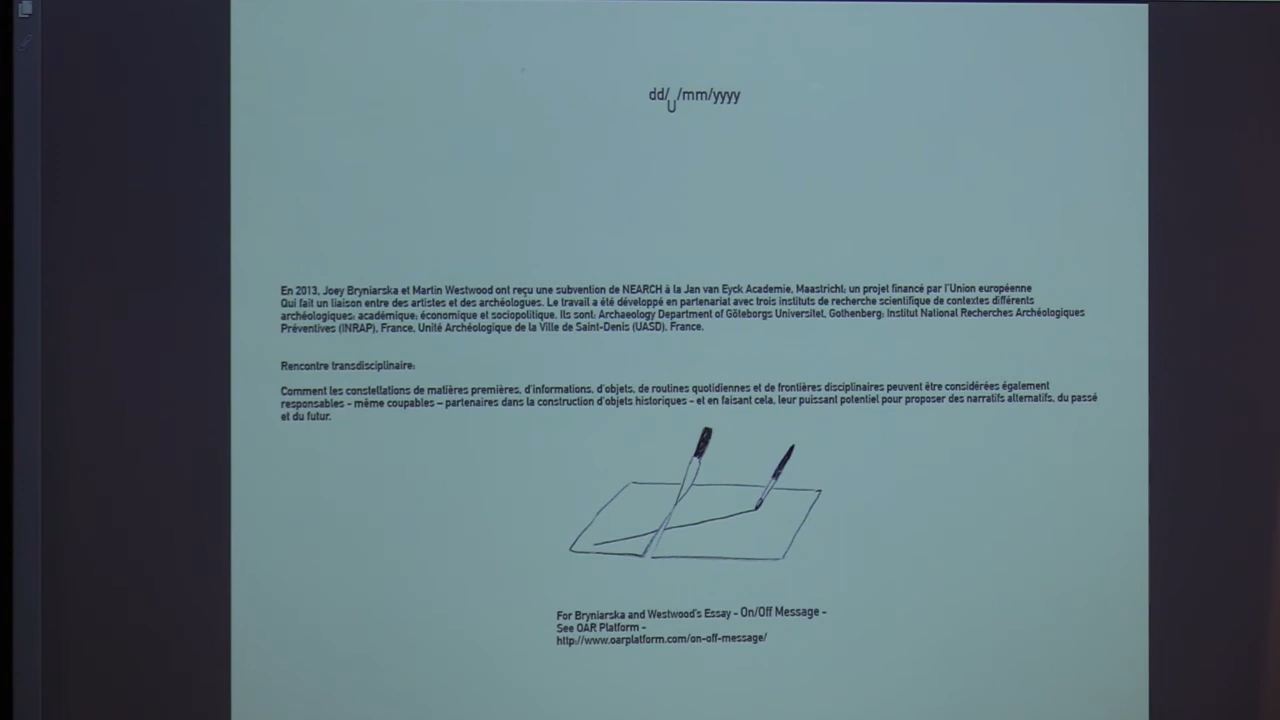 dd/U/mm/yyyy
En 2013, Joey Bryniarska et Martin Westwood ont reçu une subvention de NEARCH à la Jan van Eyck Academie, Maastricht; un projet financé par l'Union européenne
Qui fait un liaison entre des artistes et des archéologues. Le travail a été développé en partenariat avec trois instituts de recherche scientifique de contextes différents
archéologiques; académique; économique et sociopolitique. Ils sont; Archaeology Department of Göteborgs Universitet, Gothenberg; Institut National Recherches Archéologiques
Préventives (INRAP), France, Unité Archéologique de la Ville de Saint-Denis (UASD), France.
Rencontre transdisciplinaire;
Comment les constellations de matières premières, d'informations, d'objets, de routines quotidiennes et de frontières disciplinaires peuvent être considérées également
responsables - même coupables – partenaires dans la construction d'objets historiques - et en faisant cela, leur puissant potentiel pour proposer des narratifs alternatifs, du passé
et du futur.
For Bryniarska and Westwood's Essay - On/Off Message -
See OAR Platform -
http://www.oarplatform.com/on-off-message/